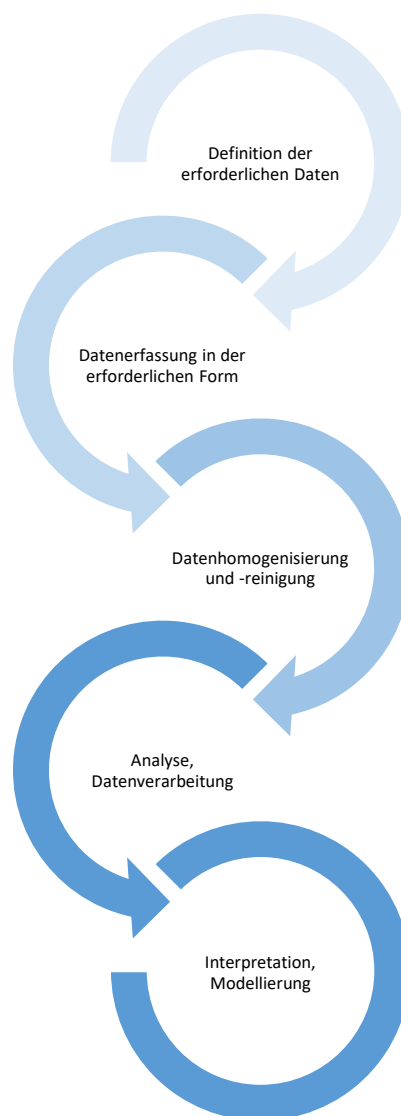 Definition der
erforderlichen Daten
Datenerfassung in der
erforderlichen Form
Datenhomogenisierung
und -reinigung
Analyse,
Datenverarbeitung
Interpretation,
Modellierung